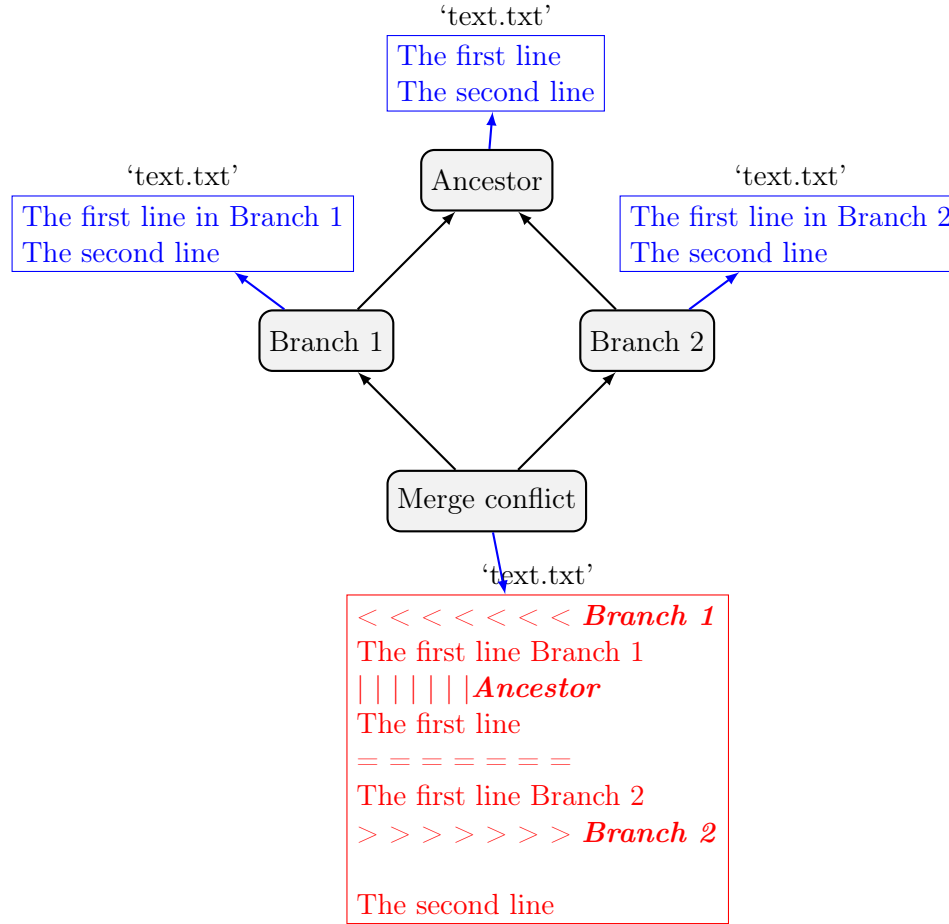 ‘text.txt’
The first line
The second line
Ancestor
‘text.txt’
The first line in Branch 1
The second line
‘text.txt’
The first line in Branch 2
The second line
Branch 1
Branch 2
Merge conflict
‘text.txt’
< < < < < < < Branch 1
The first line Branch 1
| | | | | | |Ancestor
The first line
= = = = = = =
The first line Branch 2
> > > > > > > Branch 2
The second line